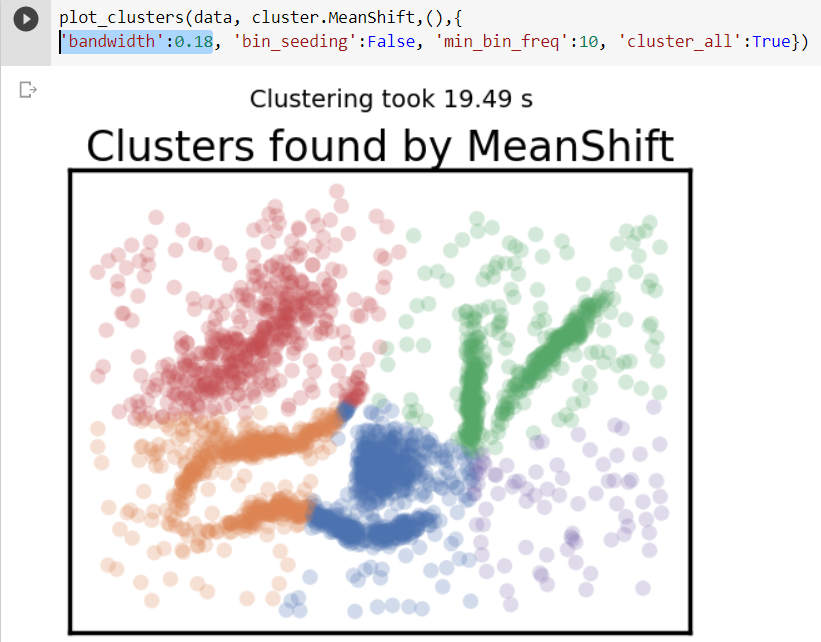 plot_clusters(data, cluster.MeanShift,(),{
'bandwidth':0.18, 'bin_seeding':False, 'min_bin_freq':10, 'cluster_all':True})
Clustering took 19.49 s
Clusters found by MeanShift